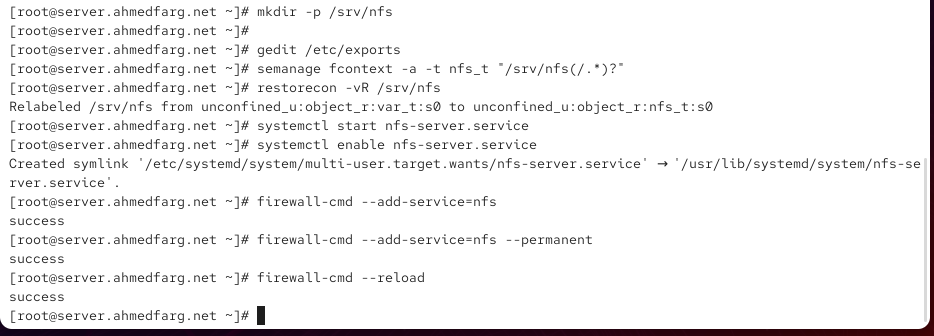 [root@server.ahmedfarg.net ~]# mkdir -p /srv/nfs
[root@server.ahmedfarg.net ~]#
[root@server.ahmedfarg.net ~]# gedit /etc/exports
[root@server.ahmedfarg.net ~]# semanage fcontext -a -t nfs_t "/srv/nfs(/.*)?"
[root@server.ahmedfarg.net ~]# restorecon -vR /srv/nfs
Relabeled /srv/nfs from unconfined_u:object_r:var_t:s0 to unconfined_u:object_r:nfs_t:s0
[root@server.ahmedfarg.net ~]# systemctl start nfs-server.service
[root@server.ahmedfarg.net ~]# systemctl enable nfs-server.service
Created symlink '/etc/systemd/system/multi-user.target.wants/nfs-server.service' → '/usr/lib/systemd/system/nfs-se
rver.service'.
[root@server.ahmedfarg.net ~]# firewall-cmd --add-service=nfs
success
[root@server.ahmedfarg.net ~]# firewall-cmd --add-service=nfs --permanent
success
[root@server.ahmedfarg.net ~]# firewall-cmd --reload
success
[root@server.ahmedfarg.net ~]#